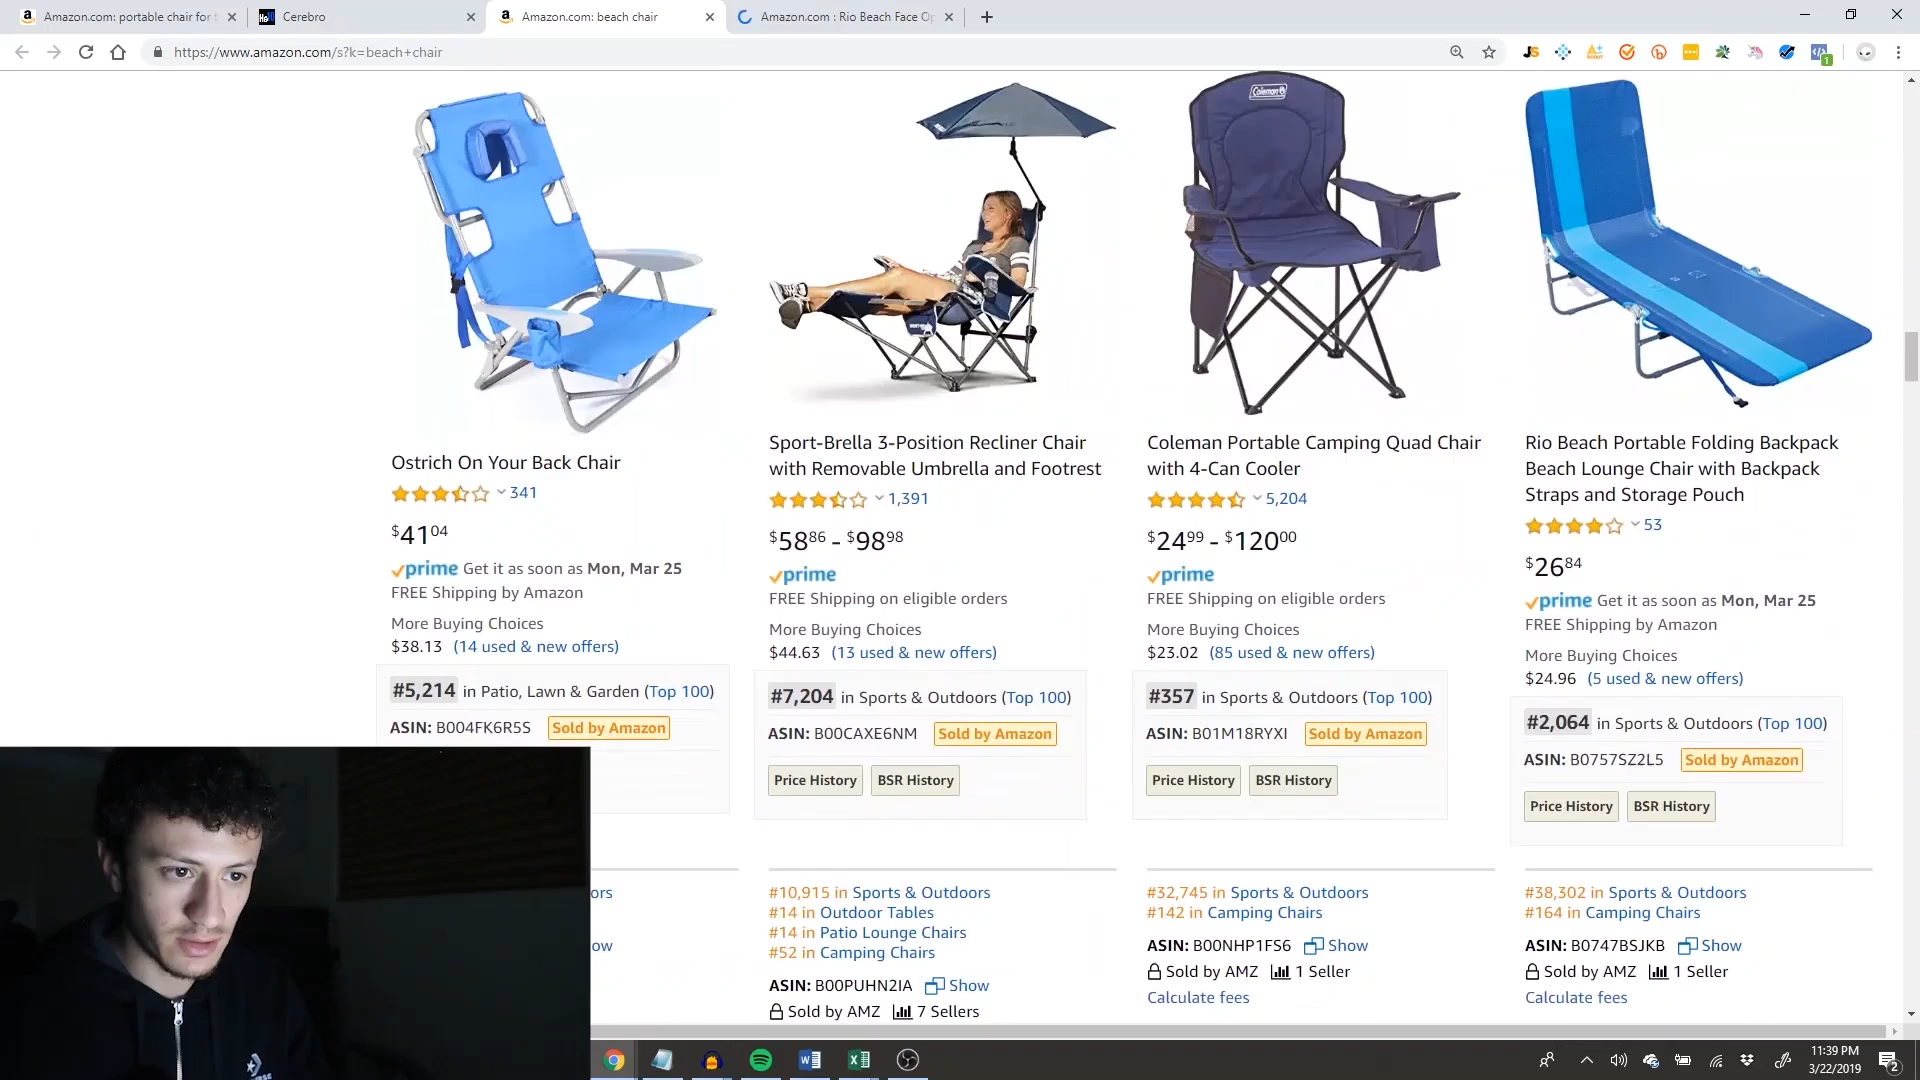 Amazon.com: portable chair for t
Cerebro
Amazon.com: beach chair
Amazon.com : Rio Beach Face Op
https://www.amazon.com/s?k=beach+chair
Coleman
Ostrich On Your Back Chair
341
$41 04
prime Get it as soon as Mon, Mar 25
FREE Shipping by Amazon
More Buying Choices
$38.13 (14 used & new offers)
#5,214 in Patio, Lawn & Garden (Top 100)
ASIN: B004FK6R5S Sold by Amazon
ors
ow
Sport-Brella 3-Position Recliner Chair
with Removable Umbrella and Footrest
1,391
$58 86 - $98 98
prime
FREE Shipping on eligible orders
More Buying Choices
$44.63 (13 used & new offers)
#7,204 in Sports & Outdoors (Top 100)
ASIN: B00CAXE6NM Sold by Amazon
Price History BSR History
#10,915 in Sports & Outdoors
#14 in Outdoor Tables
#14 in Patio Lounge Chairs
#52 in Camping Chairs
ASIN: B00PUHN2IA Show
Sold by AMZ 7 Sellers
Coleman Portable Camping Quad Chair
with 4-Can Cooler
5,204
$24 99 - $120 00
prime
FREE Shipping on eligible orders
More Buying Choices
$23.02 (85 used & new offers)
#357 in Sports & Outdoors (Top 100)
ASIN: B01M18RYXI Sold by Amazon
Price History BSR History
#32,745 in Sports & Outdoors
#142 in Camping Chairs
ASIN: B00NHP1FS6 Show
Sold by AMZ 1 Seller
Calculate fees
Rio Beach Portable Folding Backpack
Beach Lounge Chair with Backpack
Straps and Storage Pouch
53
$26 84
prime Get it as soon as Mon, Mar 25
FREE Shipping by Amazon
More Buying Choices
$24.96 (5 used & new offers)
#2,064 in Sports & Outdoors (Top 100)
ASIN: B0757SZ2L5 Sold by Amazon
Price History BSR History
#38,302 in Sports & Outdoors
#164 in Camping Chairs
ASIN: B0747BSJKB Show
Sold by AMZ 1 Seller
Calculate fees
11:39 PM
3/22/2019